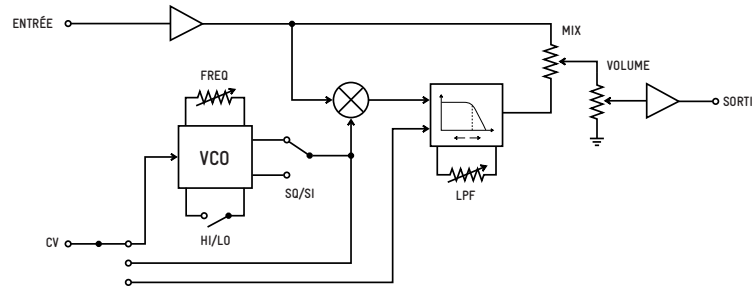 ENTRÉE
MIX
VOLUME
FREQ
SORTI
VCO
SQ/SI
LPF
HI/LO
CV